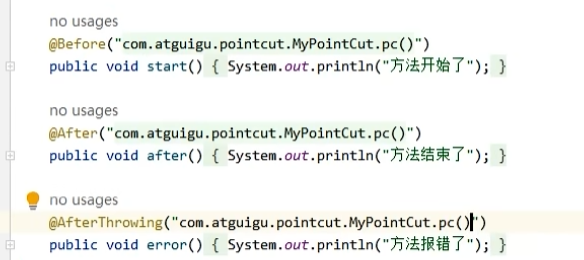 no usages
@Before("com.atguigu.pointcut.MyPointCut.pc()")
public void start() { System.out.println("方法开始了"); }
no usages
@After("com.atguigu.pointcut.MyPointCut.pc()")
public void after() { System.out.println("方法结束了"); }
no usages
@AfterThrowing("com.atguigu.pointcut.MyPointCut.pc()")
public void error() { System.out.println("方法报错了"); }